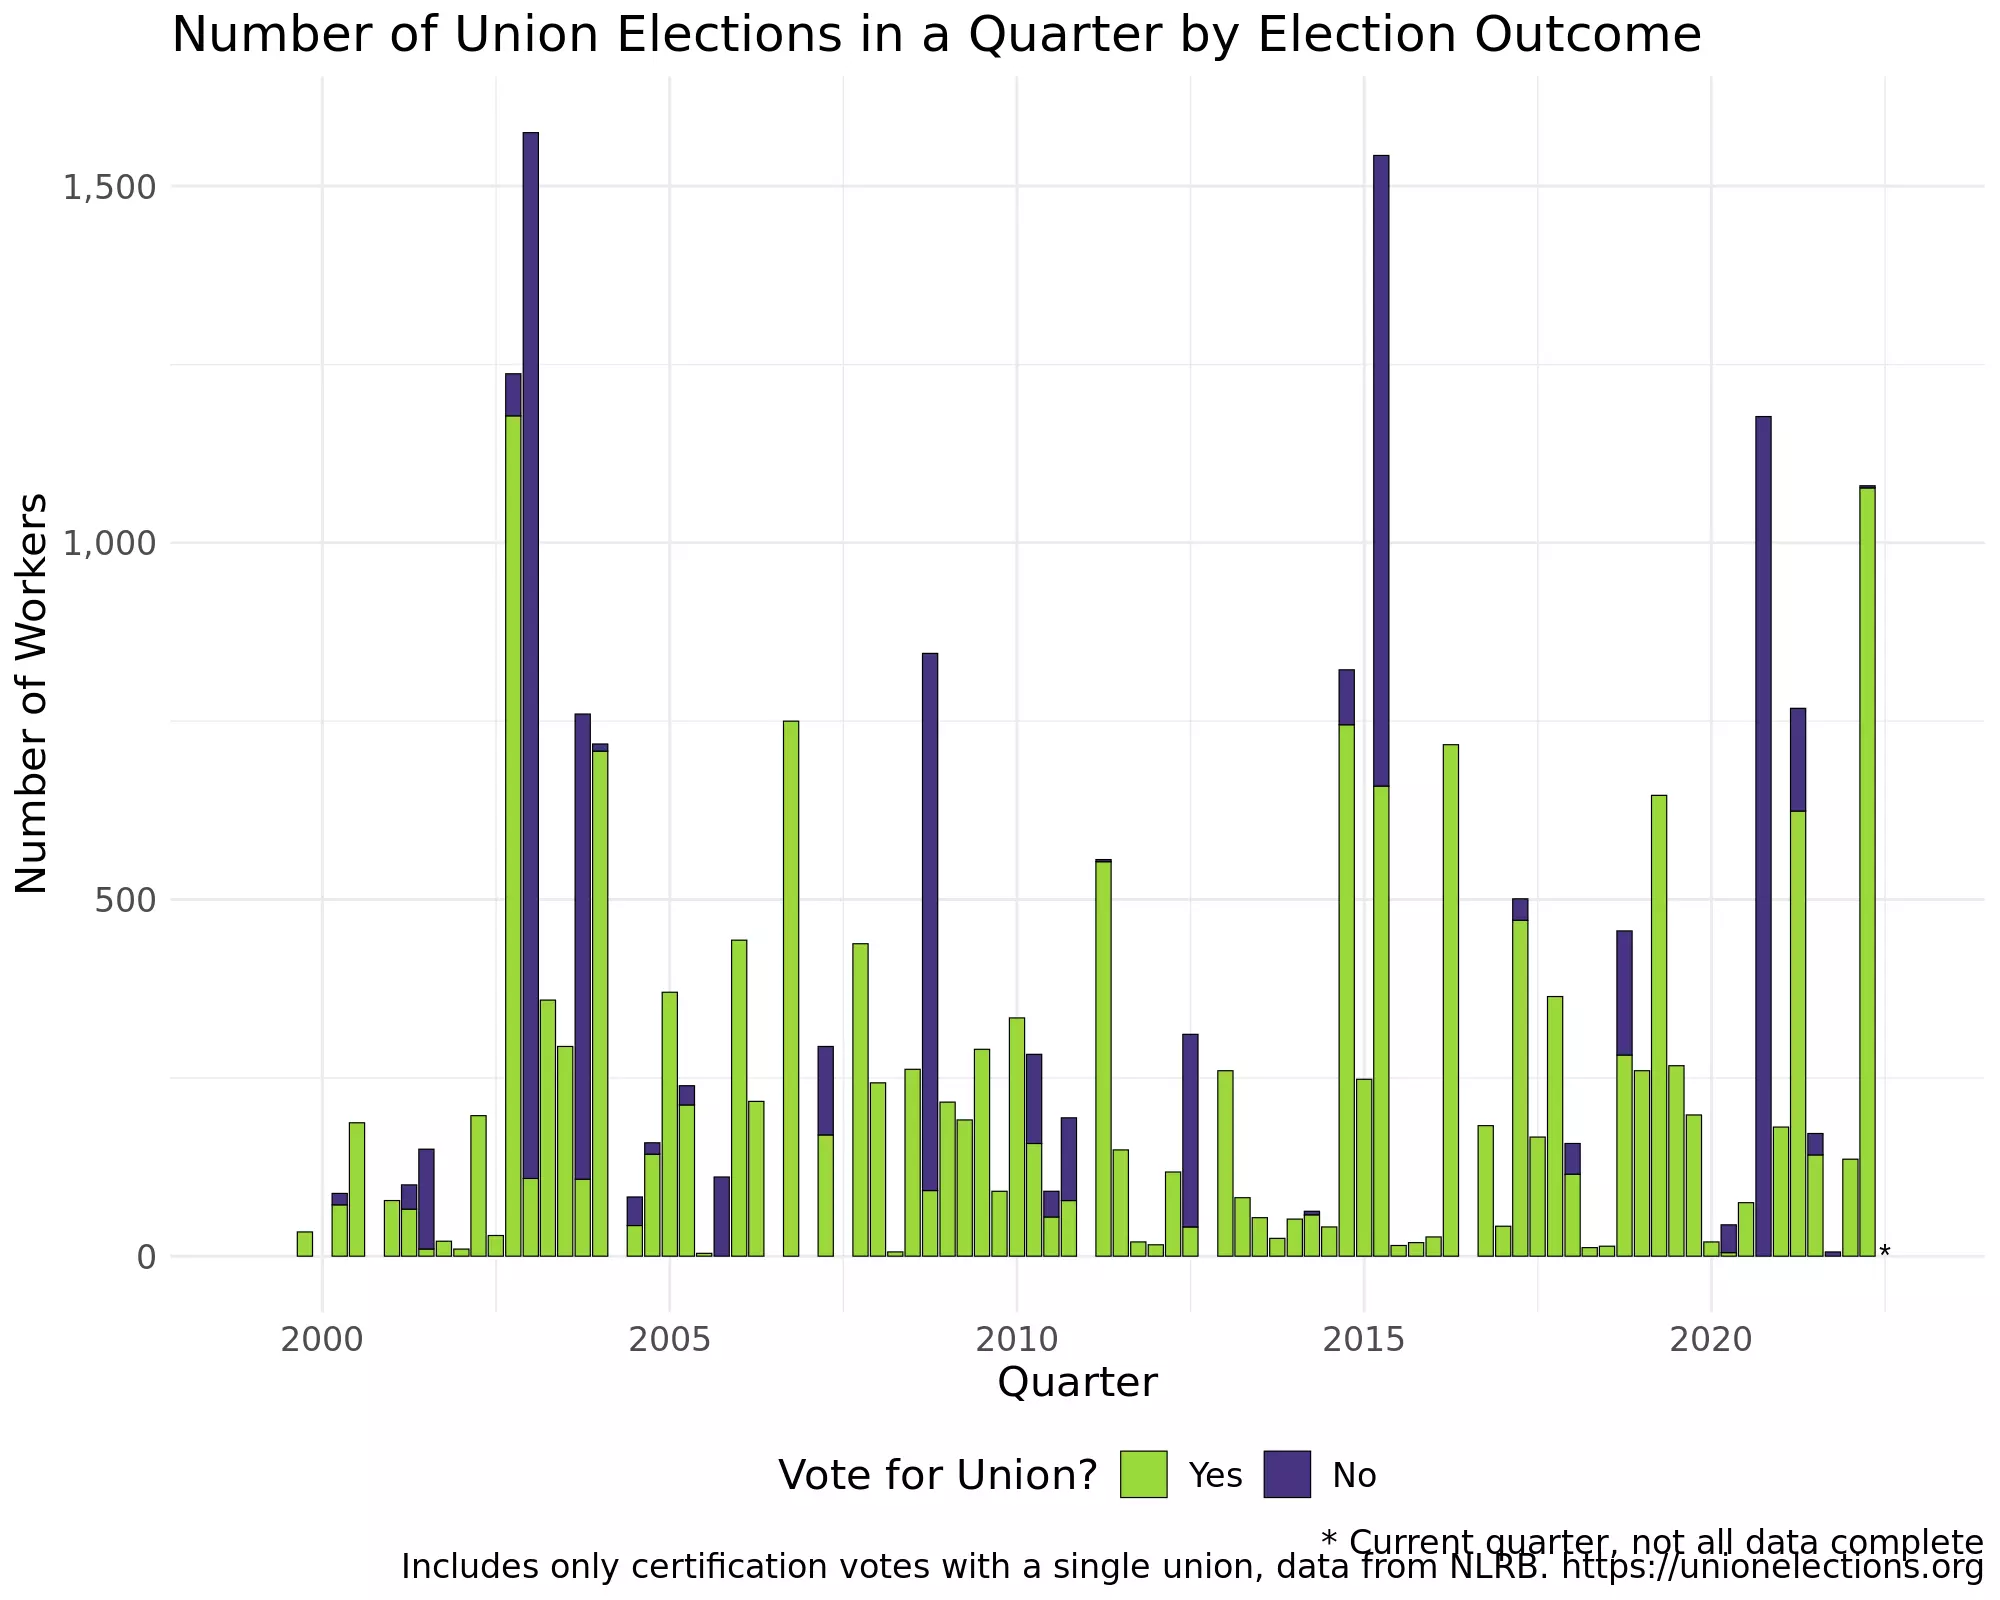 Number of Union Elections in a Quarter by Election Outcome
Number of Workers
1,500
1,000
500
0
*
2000 2005 2010 2015 2020
Quarter
Vote for Union? Yes No
* Current quarter, not all data complete
Includes only certification votes with a single union, data from NLRB. https://unionelections.org